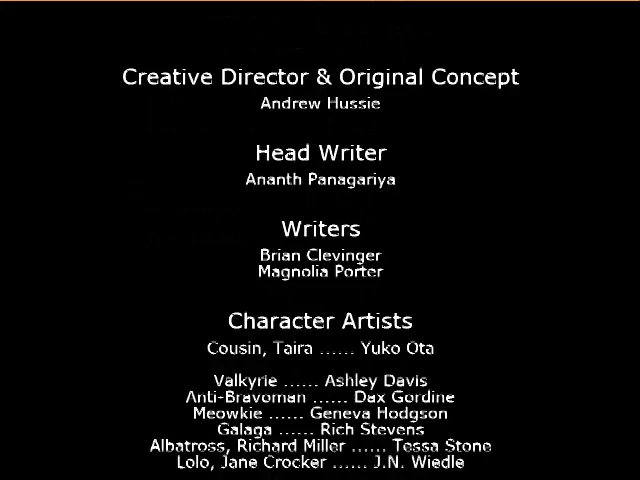 Creative Director & Original Concept
Andrew Hussie
Head Writer
Ananth Panagariya
Writers
Brian Clevinger
Magnolia Porter
Character Artists
Cousin, Taira ...... Yuko Ota
Valkyrie ...... Ashley Davis
Anti-Bravoman ...... Dax Gordine
Meowkie ...... Geneva Hodgson
Galaga ...... Rich Stevens
Albatross, Richard Miller ...... Tessa Stone
Lolo, Jane Crocker ...... J.N. Wiedle